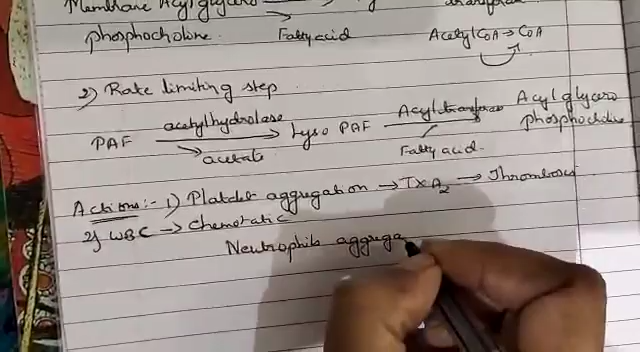 Membrane Acylglycero
phosphocholine Fatty acid
Acetyl CoA → CoA
2) Rate limiting step
PAF acetylhydrolase → acetate Lyso PAF Acyltransferase Fatty acid. Acylglycero phosphocholine
Actions:- 1) Platelet aggregation → TXA2 → Thrombosis
2) WBC → Chemotatic
Neutrophils aggrega